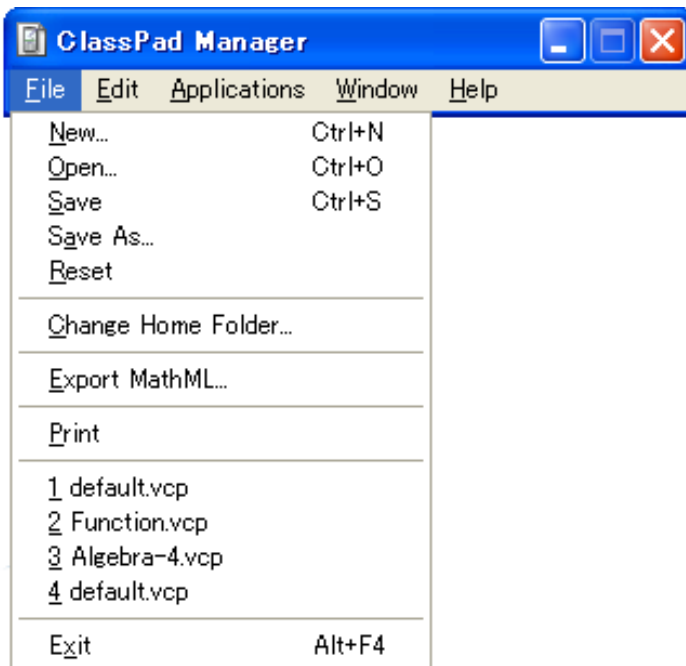 ClassPad Manager
File Edit Applications Window Help
New... Ctrl+N
Open... Ctrl+O
Save Ctrl+S
Save As...
Reset
Change Home Folder...
Export MathML...
Print
1 default.vcp
2 Function.vcp
3 Algebra-4.vcp
4 default.vcp
Exit Alt+F4